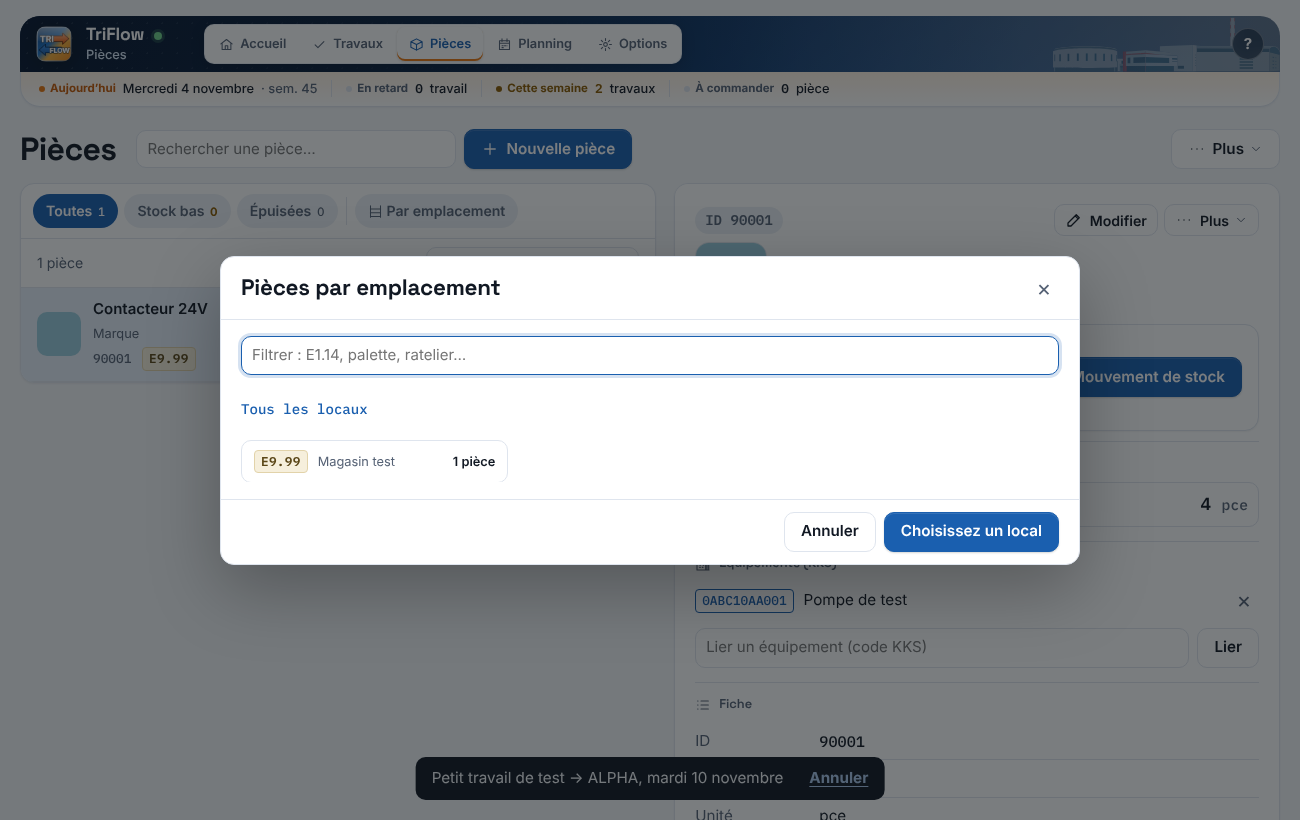 TRI
FLOW
TriFlow
Pièces
Accueil
Travaux
Pièces
Planning
Options
?
Aujourd'hui Mercredi 4 novembre · sem. 45
En retard 0 travail
Cette semaine 2 travaux
À commander 0 pièce
Pièces
Rechercher une pièce...
+ Nouvelle pièce
··· Plus
Toutes 1
Stock bas 0
Épuisées 0
Par emplacement
1 pièce
Contacteur 24V
Marque
90001 E9.99
ID 90001
Modifier
··· Plus
Pièces par emplacement
×
Filtrer : E1.14, palette, ratelier...
Tous les locaux
E9.99 Magasin test 1 pièce
Annuler
Choisissez un local
Mouvement de stock
4 pce
0ABC10AA001 Pompe de test
×
Lier un équipement (code KKS)
Lier
Fiche
ID 90001
Petit travail de test → ALPHA, mardi 10 novembre Annuler
Unité pce